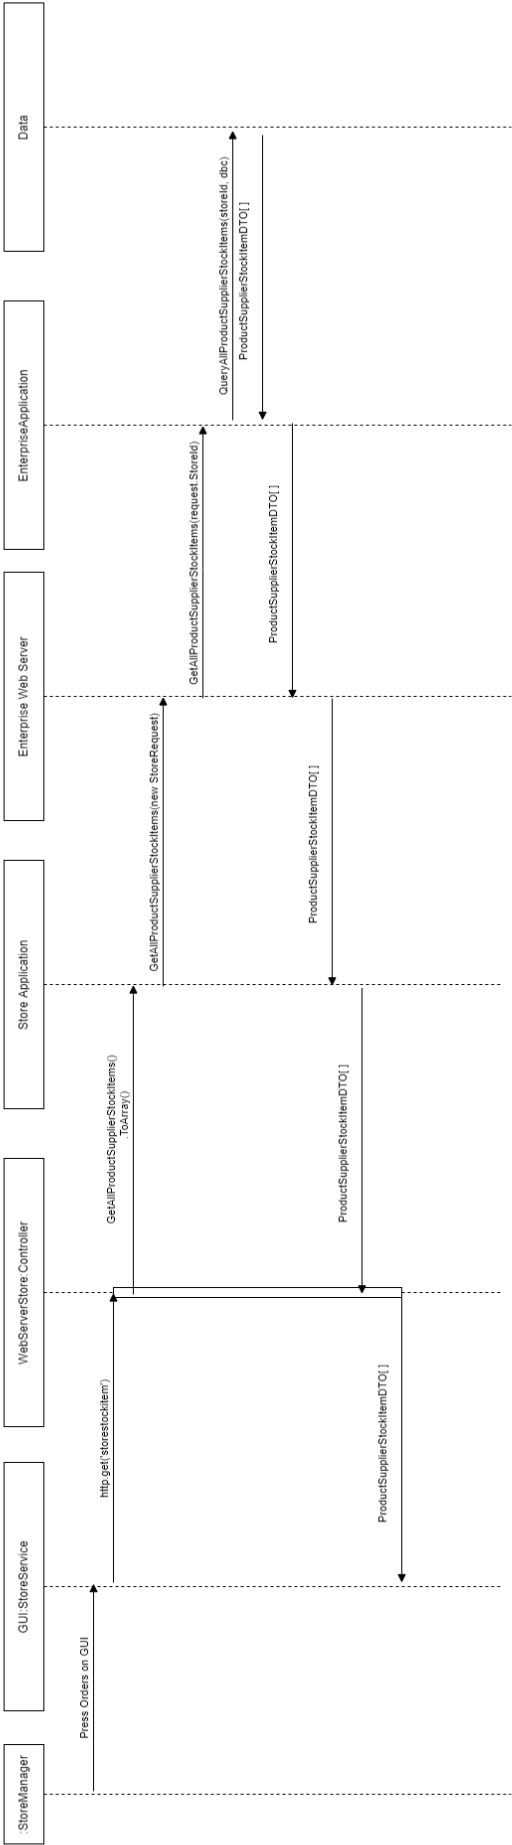 :StoreManager
GUI:StoreService
WebServerStore:Controller
Store Application
Enterprise Web Server
EnterpriseApplication
Data
Press Orders on GUI
http.get('storestockitem')
GetAllProductSupplierStockItems()
.ToArray()
GetAllProductSupplierStockItems(new StoreRequest)
GetAllProductSupplierStockItems(request.StoreId)
QueryAllProductSupplierStockItems(storeId, dbc)
ProductSupplierStockItemDTO[ ]
ProductSupplierStockItemDTO[ ]
ProductSupplierStockItemDTO[ ]
ProductSupplierStockItemDTO[ ]
ProductSupplierStockItemDTO[ ]